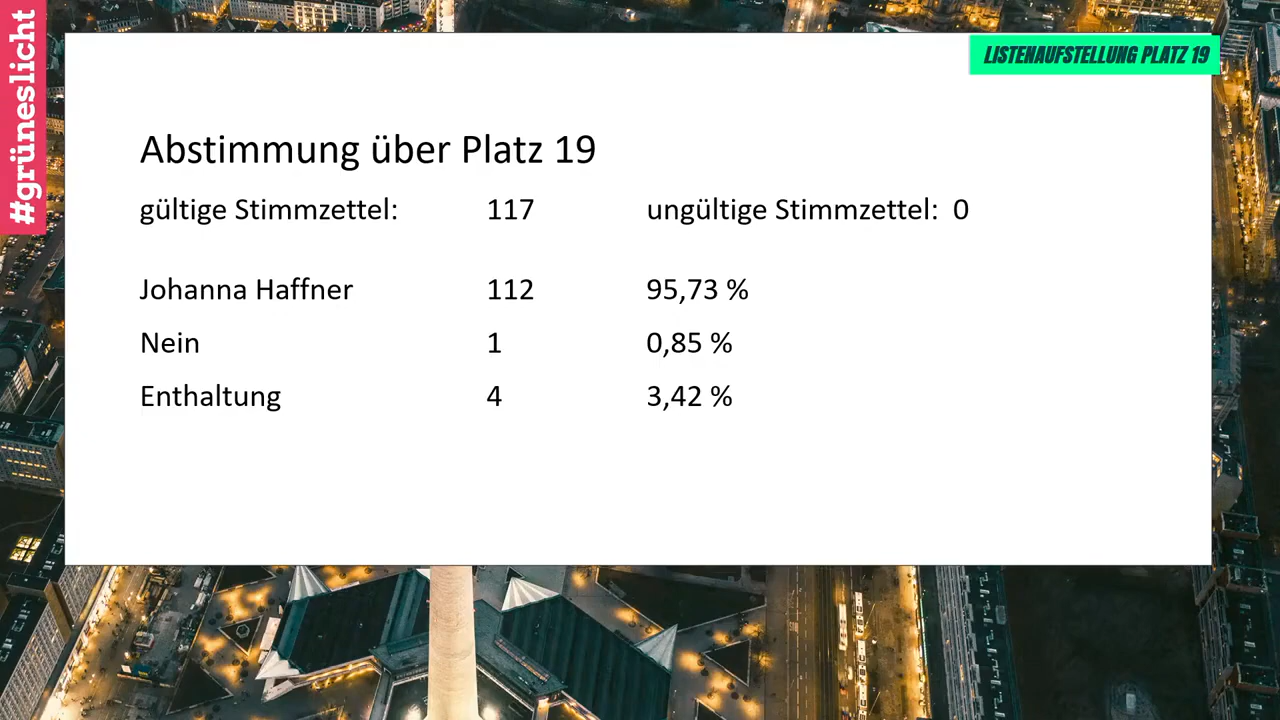 #grüneslicht
LISTENAUFSTELLUNG PLATZ 19
Abstimmung über Platz 19
gültige Stimmzettel: 117 ungültige Stimmzettel: 0
Johanna Haffner 112 95,73 %
Nein 1 0,85 %
Enthaltung 4 3,42 %